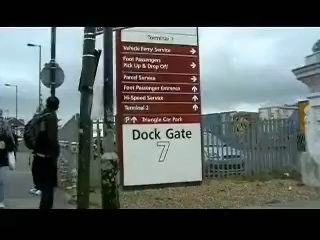 Terminal 1
Vehicle Ferry Service
Foot Passengers
Pick Up & Drop Off
Parcel Service
Foot Passenger Entrance
Hi-Speed Service
Terminal 2
P Triangle Car Park
Dock Gate
7